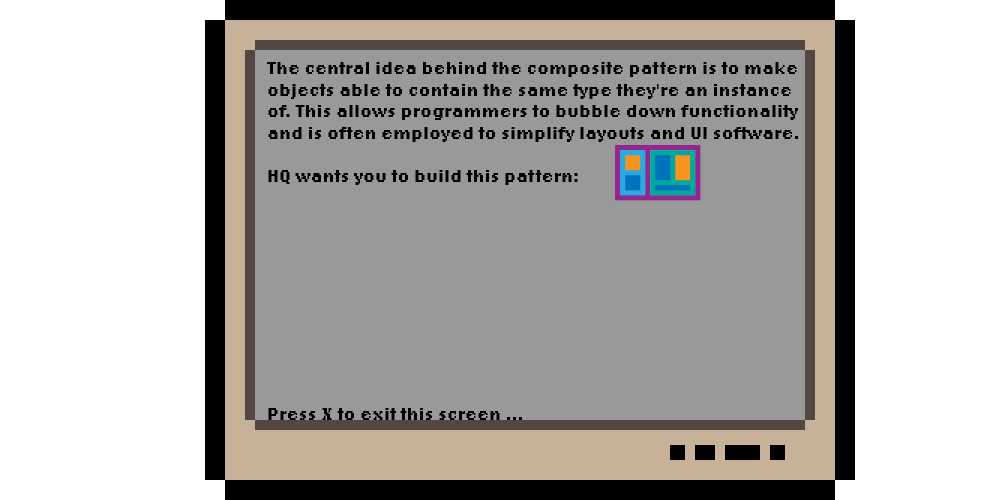 The central idea behind the composite pattern is to make
objects able to contain the same type they're an instance
of. This allows programmers to bubble down functionality
and is often employed to simplify layouts and UI software.
HQ wants you to build this pattern:
Press X to exit this screen ...